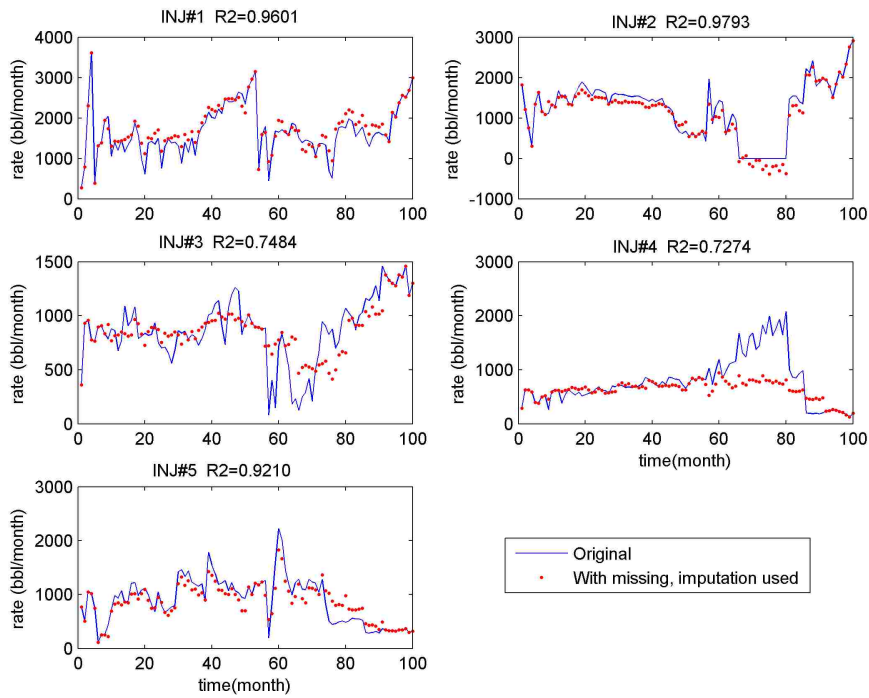 INJ#1 R2=0.9601
4000
3000
2000
1000
0
rate (bbl/month)
0 20 40 60 80 100
INJ#2 R2=0.9793
3000
2000
1000
0
-1000
rate (bbl/month)
0 20 40 60 80 100
INJ#3 R2=0.7484
1500
1000
500
0
rate (bbl/month)
0 20 40 60 80 100
INJ#4 R2=0.7274
3000
2000
1000
0
rate (bbl/month)
0 20 40 60 80 100
time(month)
INJ#5 R2=0.9210
3000
2000
1000
0
rate (bbl/month)
0 20 40 60 80 100
time(month)
Original
With missing, imputation used